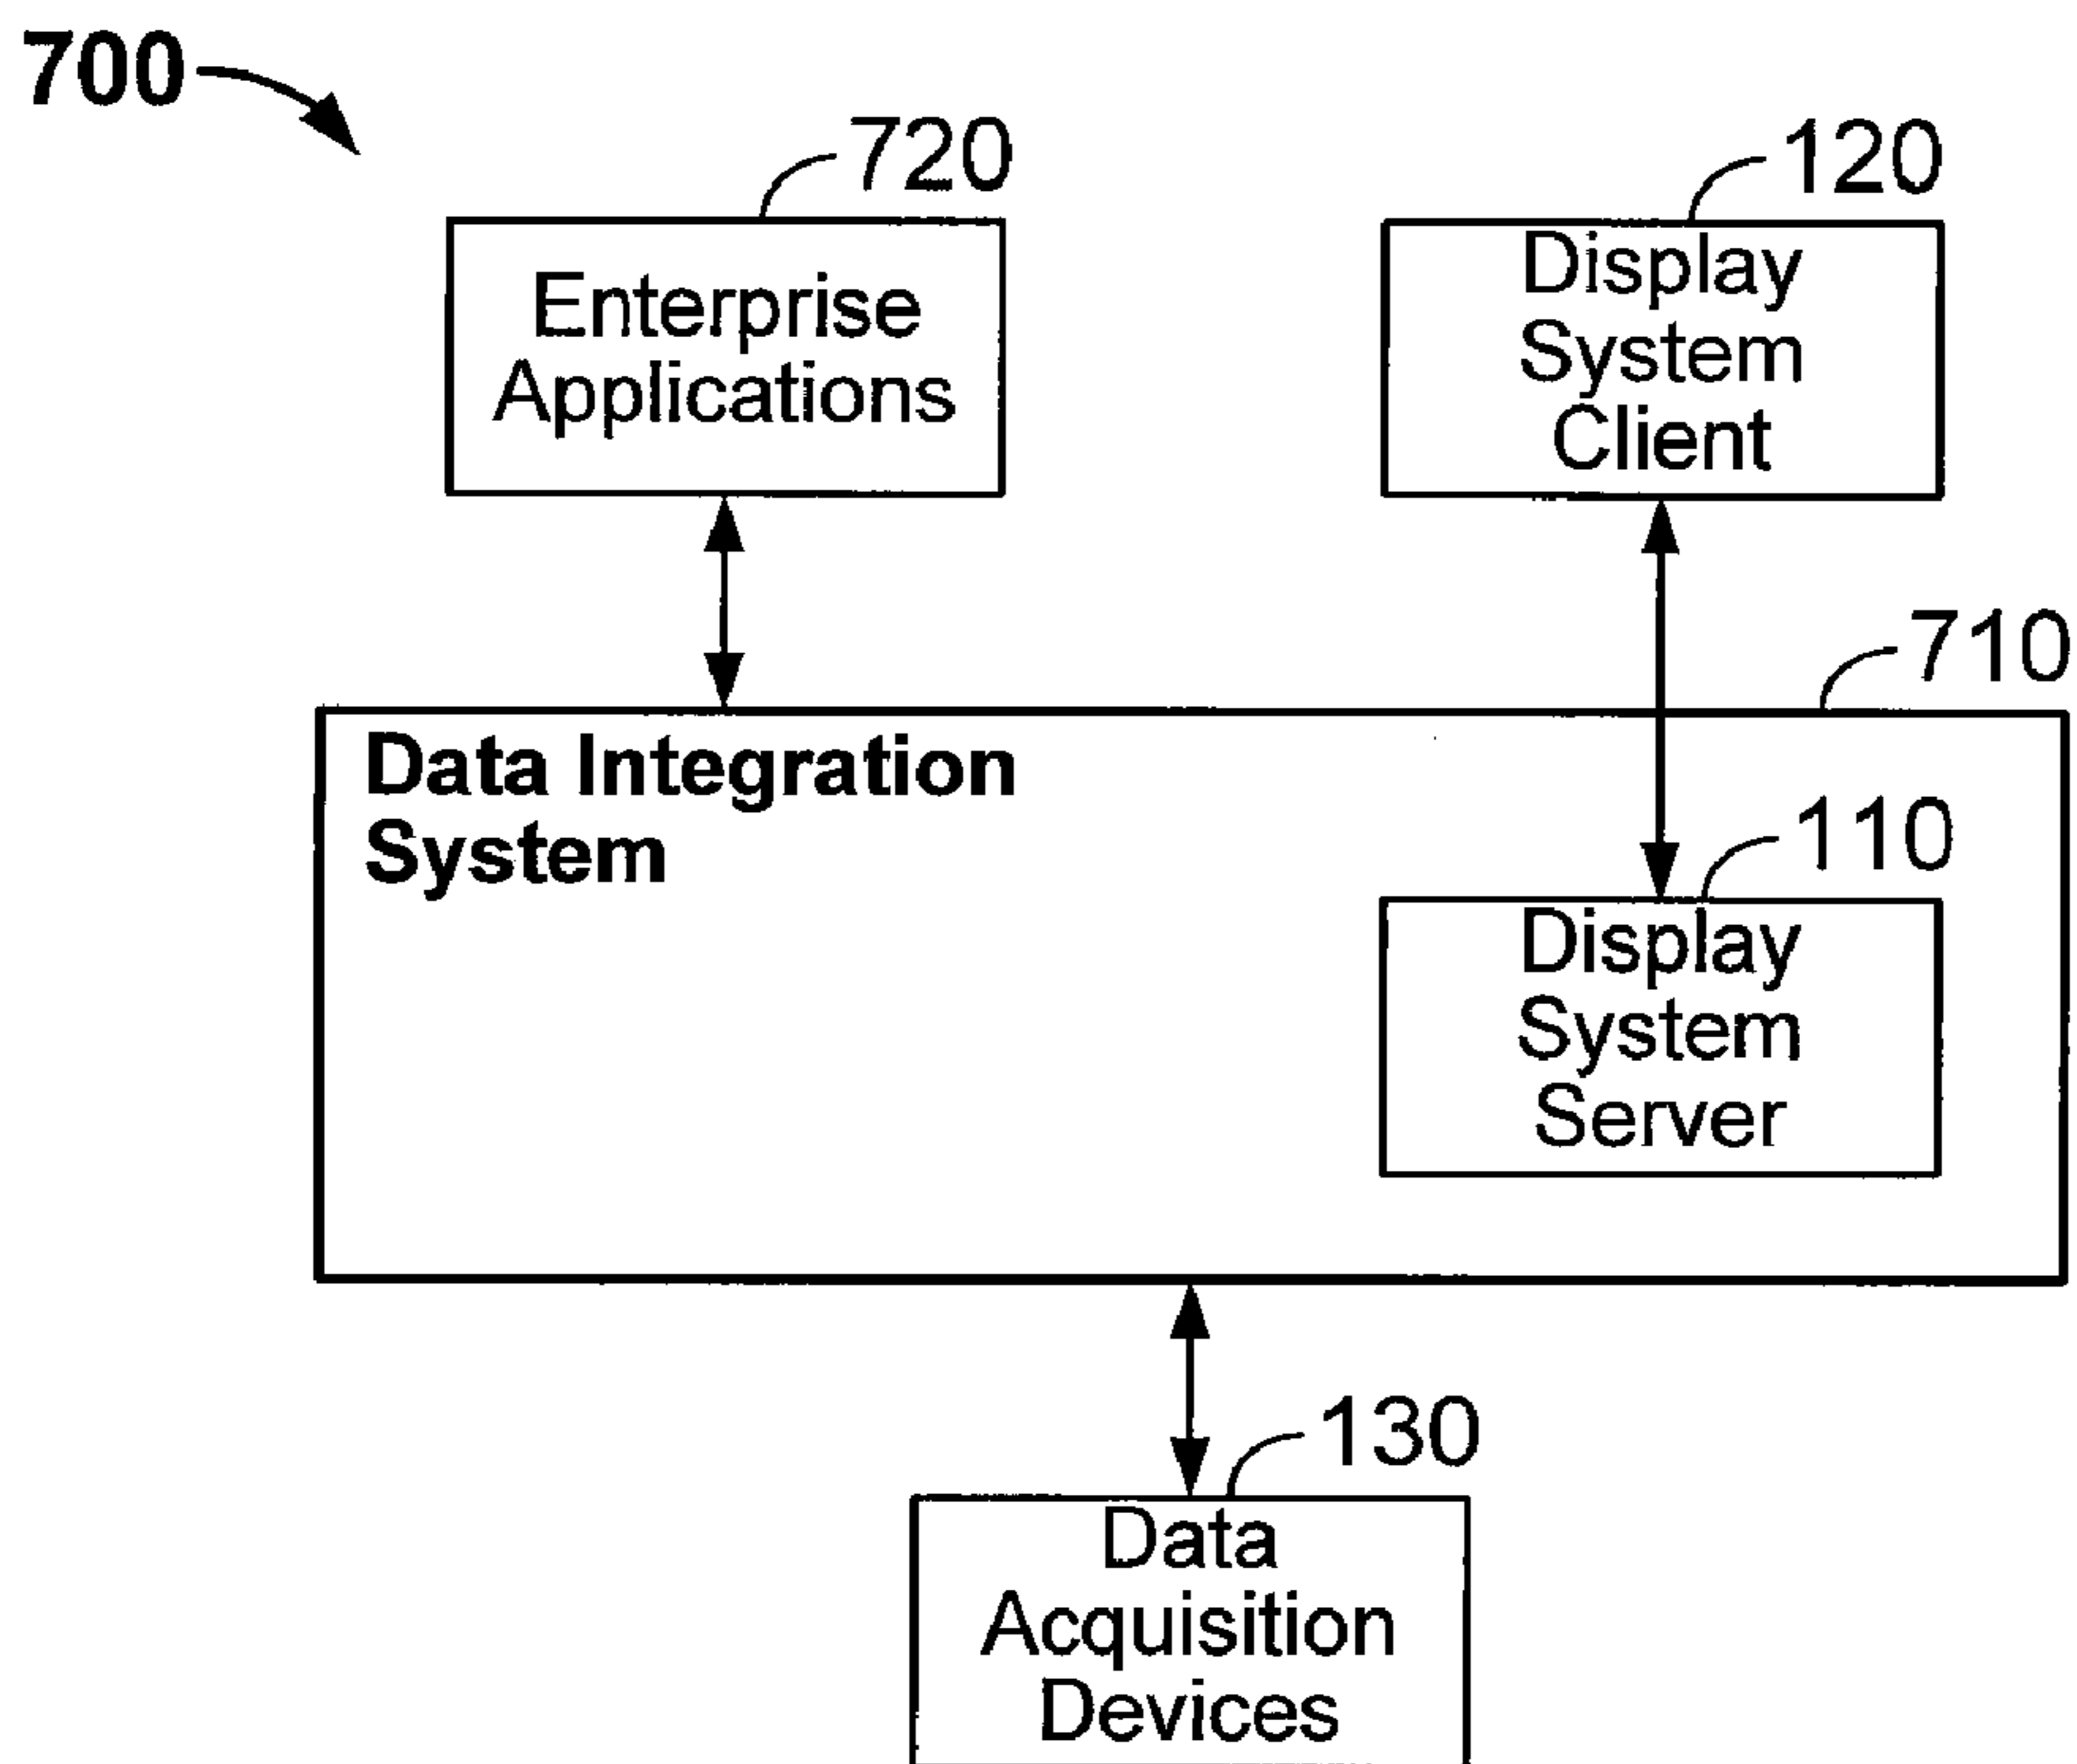 700
720
120
Enterprise
Applications
Display
System
Client
710
Data Integration
System
110
Display
System
Server
130
Data
Acquisition
Devices